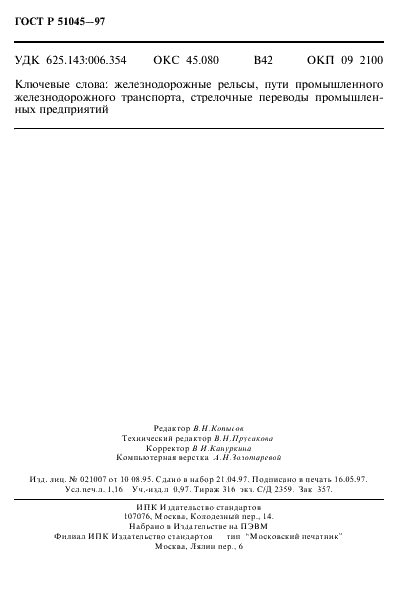 ГОСТ Р 51045—97
УДК 625.143:006.354 ОКС 45.080 В42 ОКП 09 2100
Ключевые слова: железнодорожные рельсы, пути промышленного
железнодорожного транспорта, стрелочные переводы промышлен-
ных предприятий
Редактор В.Н.Копысов
Технический редактор В.Н.Прусакова
Корректор В И.Кануркина
Компьютерная верстка А.Н.Золотаревой
Изд. лиц. № 021007 от 10 08.95. Сдано в набор 21.04.97. Подписано в печать 16.05.97.
Усл.печ.л. 1,16 Уч.-изд.л 0,97. Тираж 316 экз. С/Д 2359. Зак 357.
ИПК Издательство стандартов
107076, Москва, Колодезный пер., 14.
Набрано в Издательстве на ПЭВМ
Филиал ИПК Издательство стандартов тип “Московский печатник”
Москва, Лялин пер., 6